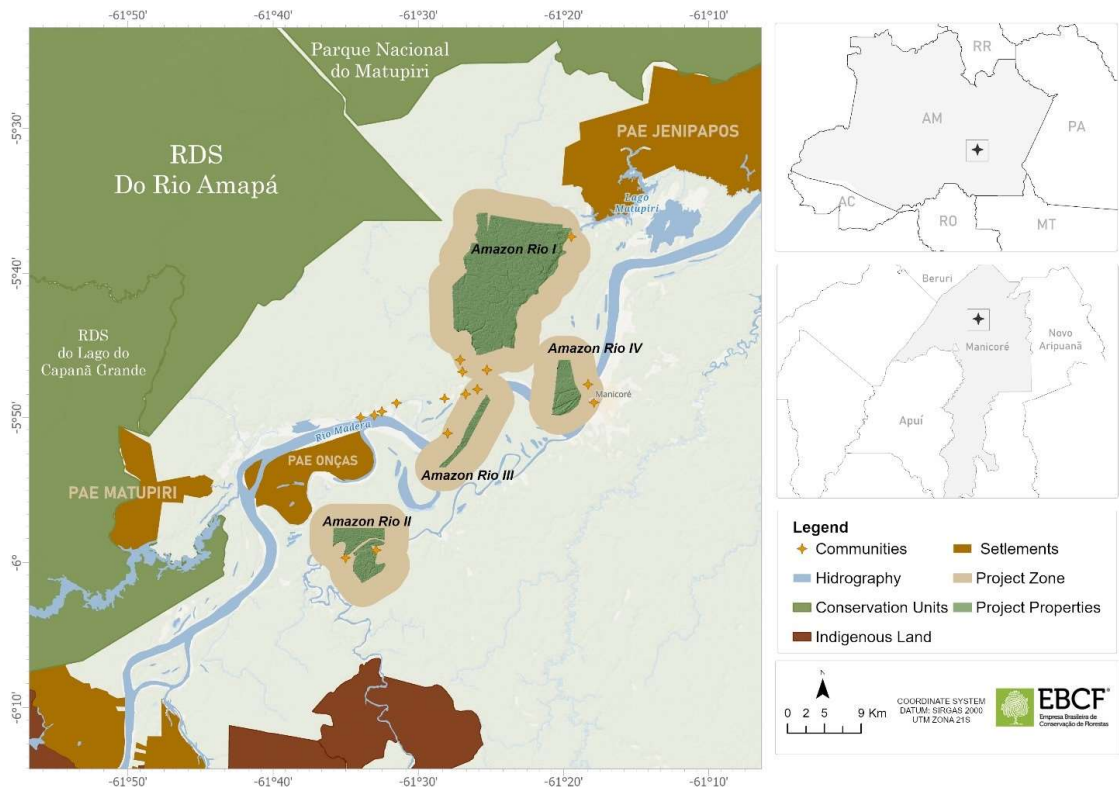 -61°50'
-61°40'
-61°30'
-61°20'
-61°10'
Parque Nacional
do Matupiri
RDS
Do Rio Amapá
PAE JENIPAPOS
Lago
Matupiri
-5°30'
-5°40'
-5°50'
-6°
-6°10'
Amazon Rio I
RDS
do Lago do
Capanã Grande
Amazon Rio IV
Manicoré
Rio Madera
PAE ONÇAS
Amazon Rio III
PAE MATUPIRI
Amazon Rio II
-61°50'
-61°40'
-61°30'
-61°20'
-61°10'
RR
AM
PA
AC
RO
MT
Beruri
Manicoré
Novo
Aripuanã
Apuí
Legend
Communities
Setlements
Hidrography
Project Zone
Conservation Units
Project Properties
Indigenous Land
N
0 2 5 9 Km
COORDINATE SYSTEM
DATUM: SIRGAS 2000
UTM ZONA 21S
EBCF®
Empresa Brasileira de
Conservação de Florestas